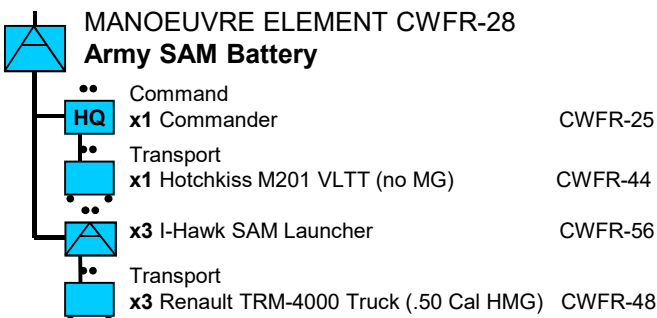 MANOEUVRE ELEMENT CWFR-28
Army SAM Battery
Command
HQ x1 Commander CWFR-25
Transport
x1 Hotchkiss M201 VLTT (no MG) CWFR-44
x3 I-Hawk SAM Launcher CWFR-56
Transport
x3 Renault TRM-4000 Truck (.50 Cal HMG) CWFR-48